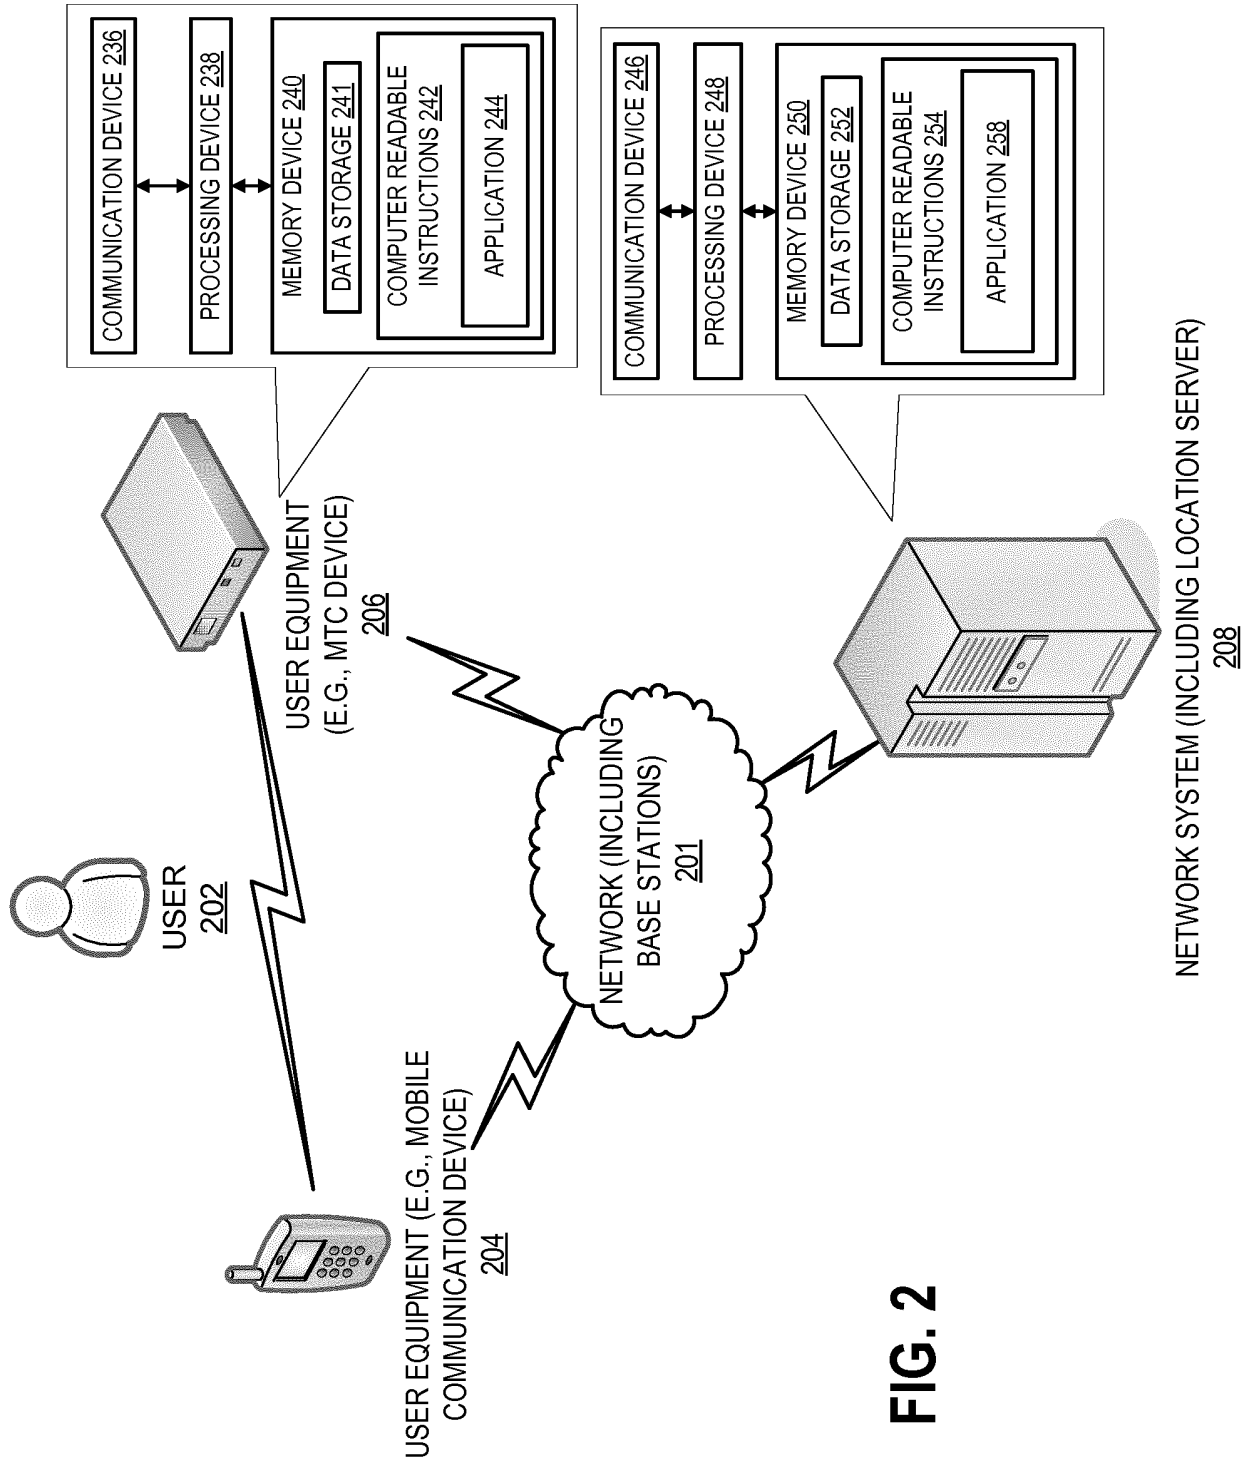 USER
202
USER EQUIPMENT (E.G., MOBILE
COMMUNICATION DEVICE)
204
USER EQUIPMENT
(E.G., MTC DEVICE)
206
COMMUNICATION DEVICE 236
PROCESSING DEVICE 238
MEMORY DEVICE 240
DATA STORAGE 241
COMPUTER READABLE
INSTRUCTIONS 242
APPLICATION 244
NETWORK (INCLUDING
BASE STATIONS)
201
COMMUNICATION DEVICE 246
PROCESSING DEVICE 248
MEMORY DEVICE 250
DATA STORAGE 252
COMPUTER READABLE
INSTRUCTIONS 254
APPLICATION 258
NETWORK SYSTEM (INCLUDING LOCATION SERVER)
208
FIG. 2